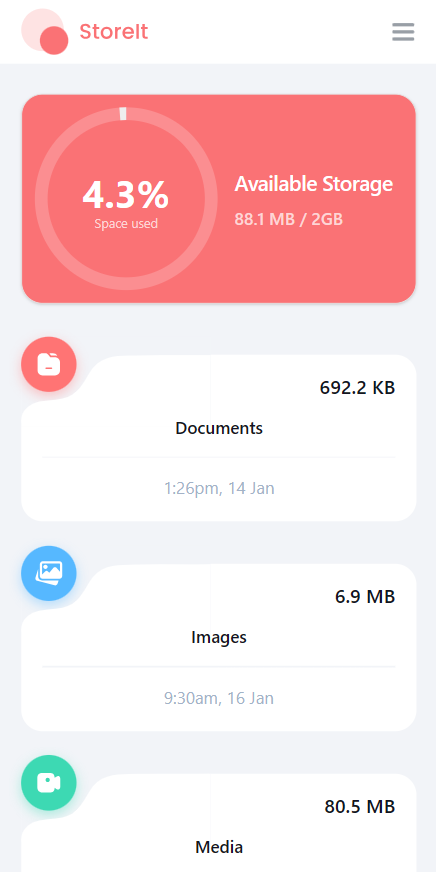 StoreIt
4.3%
Space used
Available Storage
88.1 MB / 2GB
692.2 KB
Documents
1:26pm, 14 Jan
6.9 MB
Images
9:30am, 16 Jan
80.5 MB
Media